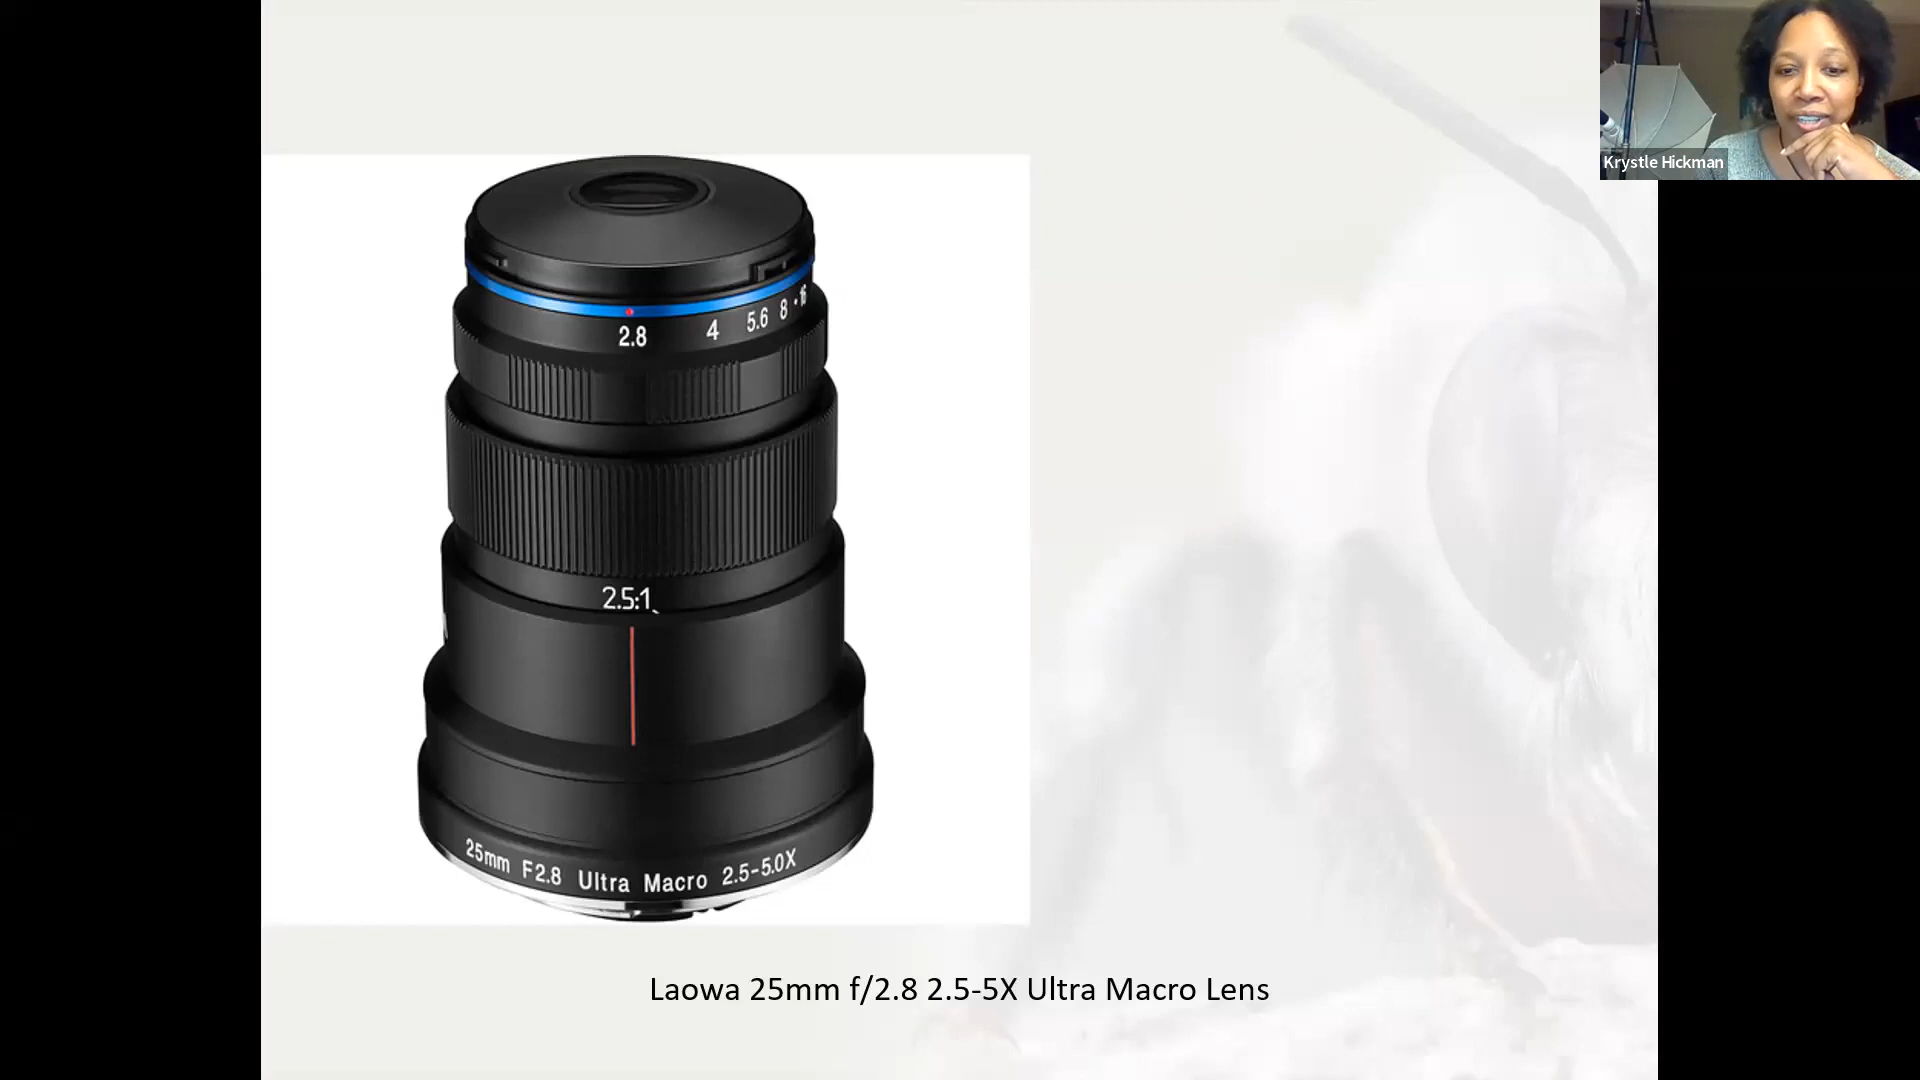 Krystle Hickman
2.8 4 5.6 8 • 16
2.5:1
25mm F2.8 Ultra Macro 2.5-5.0X
Laowa 25mm f/2.8 2.5-5X Ultra Macro Lens